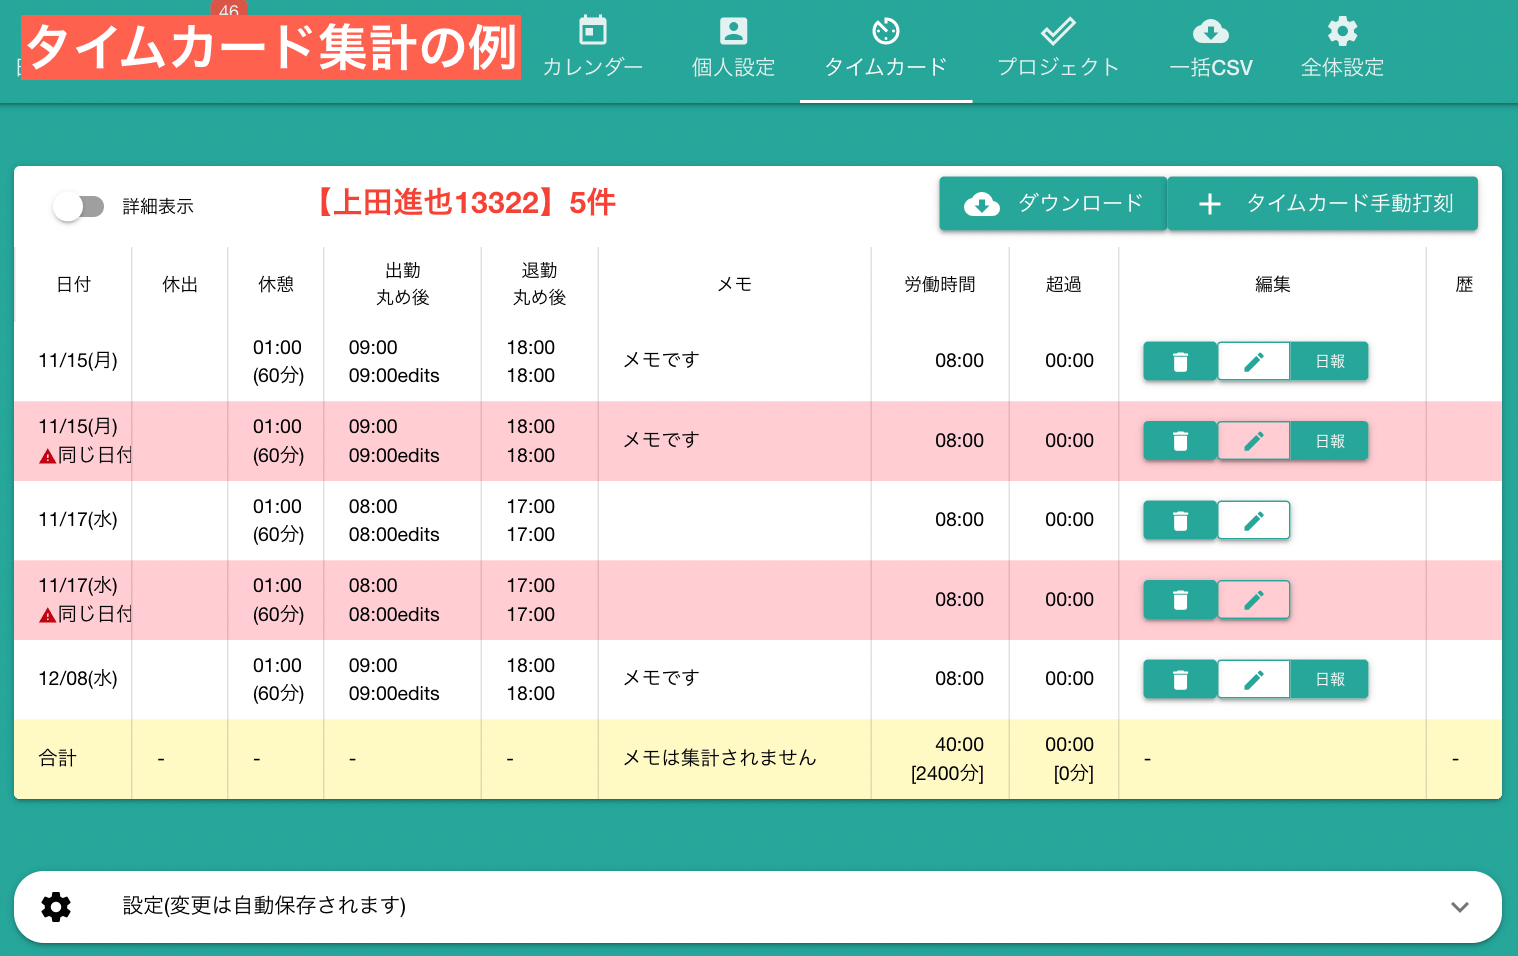 46
タイムカード集計の例
カレンダー
個人設定
タイムカード
プロジェクト
一括CSV
全体設定
詳細表示
【上田進也13322】5件
ダウンロード
タイムカード手動打刻
日付
休出
休憩
出勤
丸め後
退勤
丸め後
メモ
労働時間
超過
編集
歴
11/15(月)
01:00
(60分)
09:00
09:00edits
18:00
18:00
メモです
08:00
00:00
日報
11/15(月)
同じ日付
01:00
(60分)
09:00
09:00edits
18:00
18:00
メモです
08:00
00:00
日報
11/17(水)
01:00
(60分)
08:00
08:00edits
17:00
17:00
08:00
00:00
11/17(水)
同じ日付
01:00
(60分)
08:00
08:00edits
17:00
17:00
08:00
00:00
12/08(水)
01:00
(60分)
09:00
09:00edits
18:00
18:00
メモです
08:00
00:00
日報
合計
-
-
-
-
メモは集計されません
40:00
[2400分]
00:00
[0分]
-
-
設定(変更は自動保存されます)